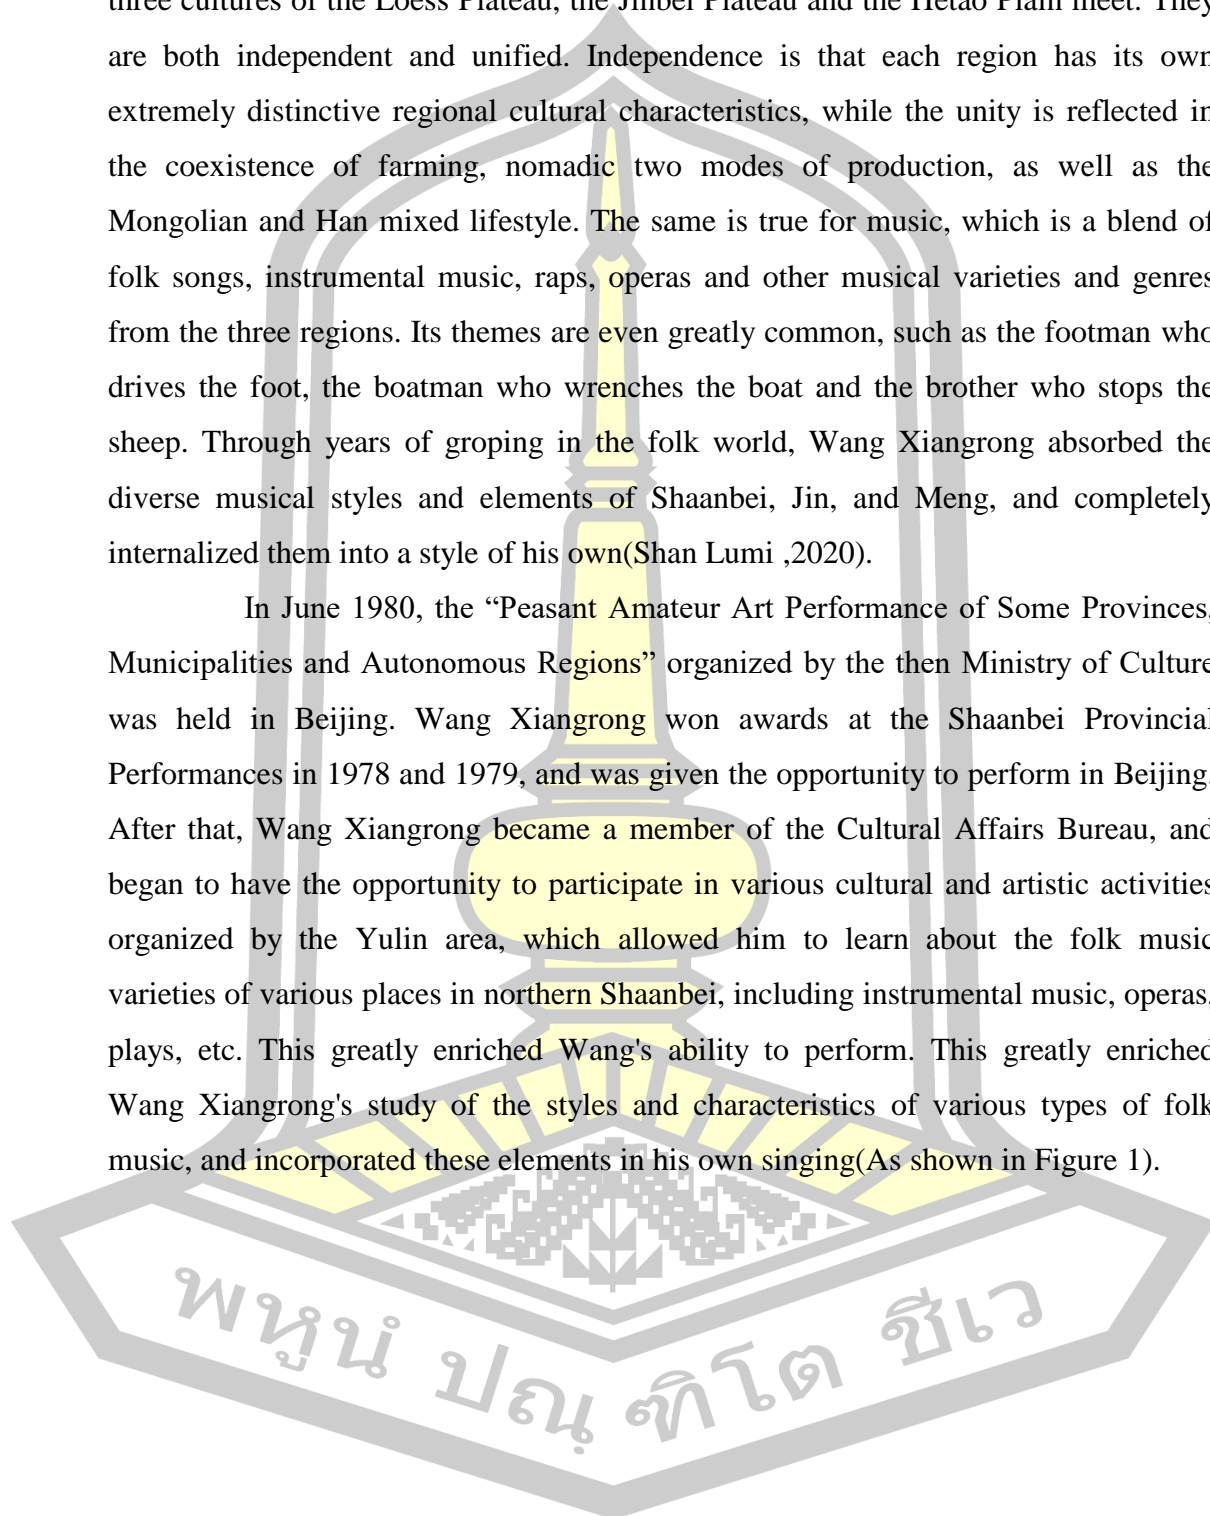 three cultures of the Loess Plateau, the Jinbei Plateau and the Hetao Plain meet. They
are both independent and unified. Independence is that each region has its own
extremely distinctive regional cultural characteristics, while the unity is reflected in
the coexistence of farming, nomadic two modes of production, as well as the
Mongolian and Han mixed lifestyle. The same is true for music, which is a blend of
folk songs, instrumental music, raps, operas and other musical varieties and genres
from the three regions. Its themes are even greatly common, such as the footman who
drives the foot, the boatman who wrenches the boat and the brother who stops the
sheep. Through years of groping in the folk world, Wang Xiangrong absorbed the
diverse musical styles and elements of Shaanbei, Jin, and Meng, and completely
internalized them into a style of his own(Shan Lumi ,2020).
In June 1980, the “Peasant Amateur Art Performance of Some Provinces,
Municipalities and Autonomous Regions” organized by the then Ministry of Culture
was held in Beijing. Wang Xiangrong won awards at the Shaanbei Provincial
Performances in 1978 and 1979, and was given the opportunity to perform in Beijing.
After that, Wang Xiangrong became a member of the Cultural Affairs Bureau, and
began to have the opportunity to participate in various cultural and artistic activities
organized by the Yulin area, which allowed him to learn about the folk music
varieties of various places in northern Shaanbei, including instrumental music, operas,
plays, etc. This greatly enriched Wang's ability to perform. This greatly enriched
Wang Xiangrong's study of the styles and characteristics of various types of folk
music, and incorporated these elements in his own singing(As shown in Figure 1).
พหูนํ ปณฺฑิโต ชีเว